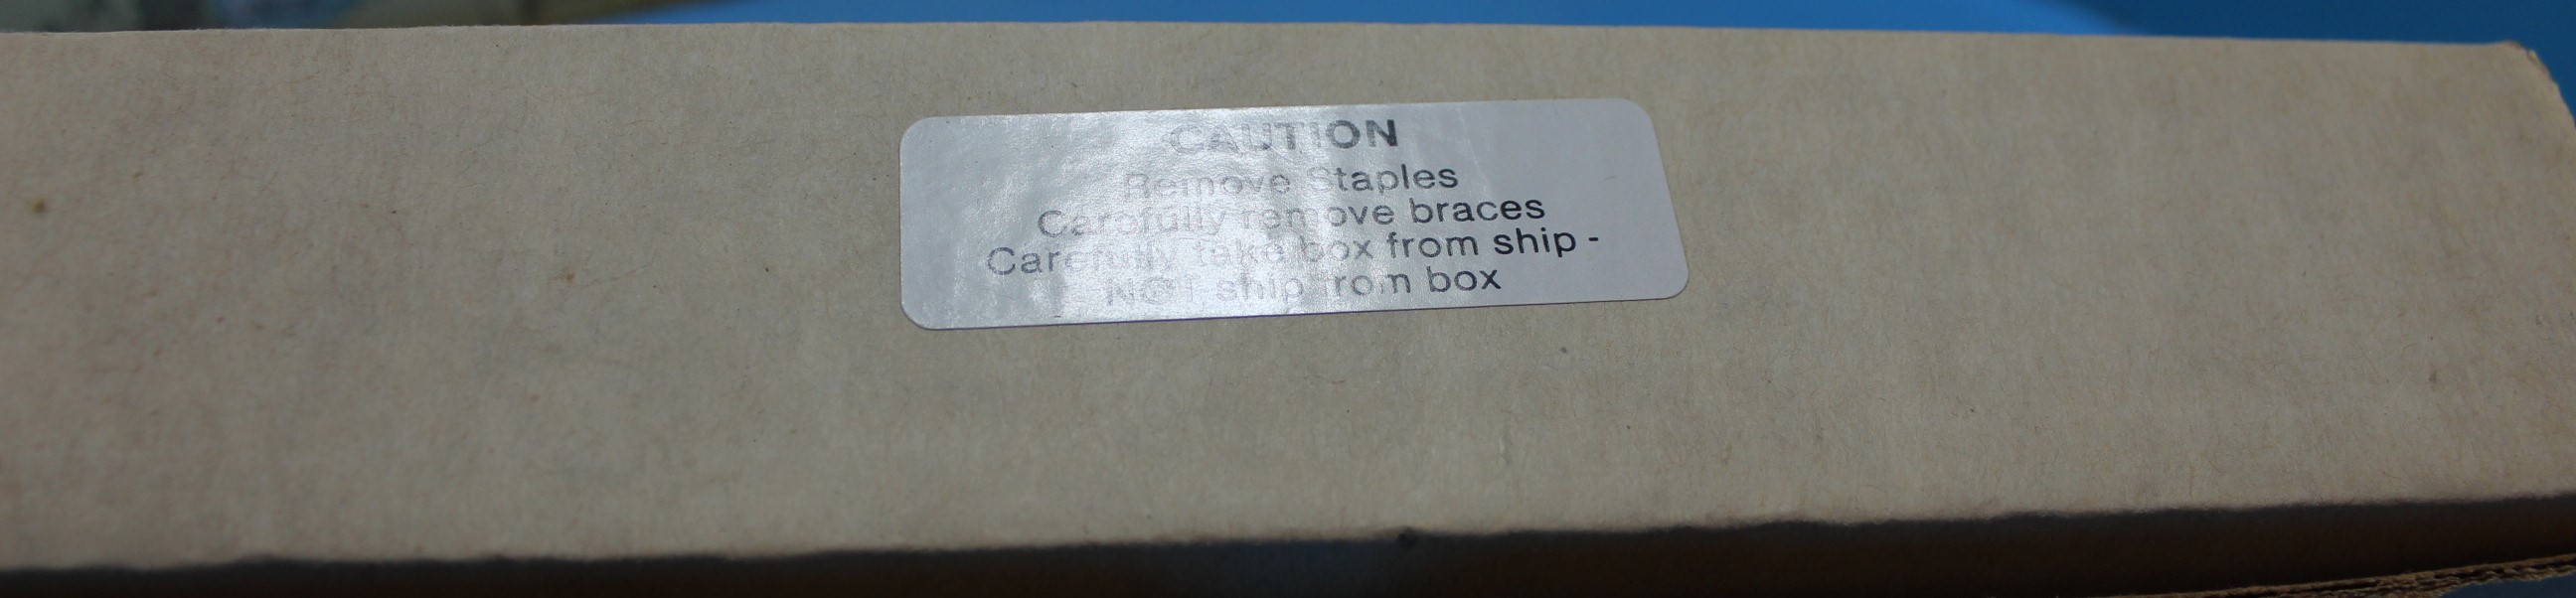 CAUTION
Remove Staples
Carefully remove braces
Carefully take box from ship -
NOT ship from box